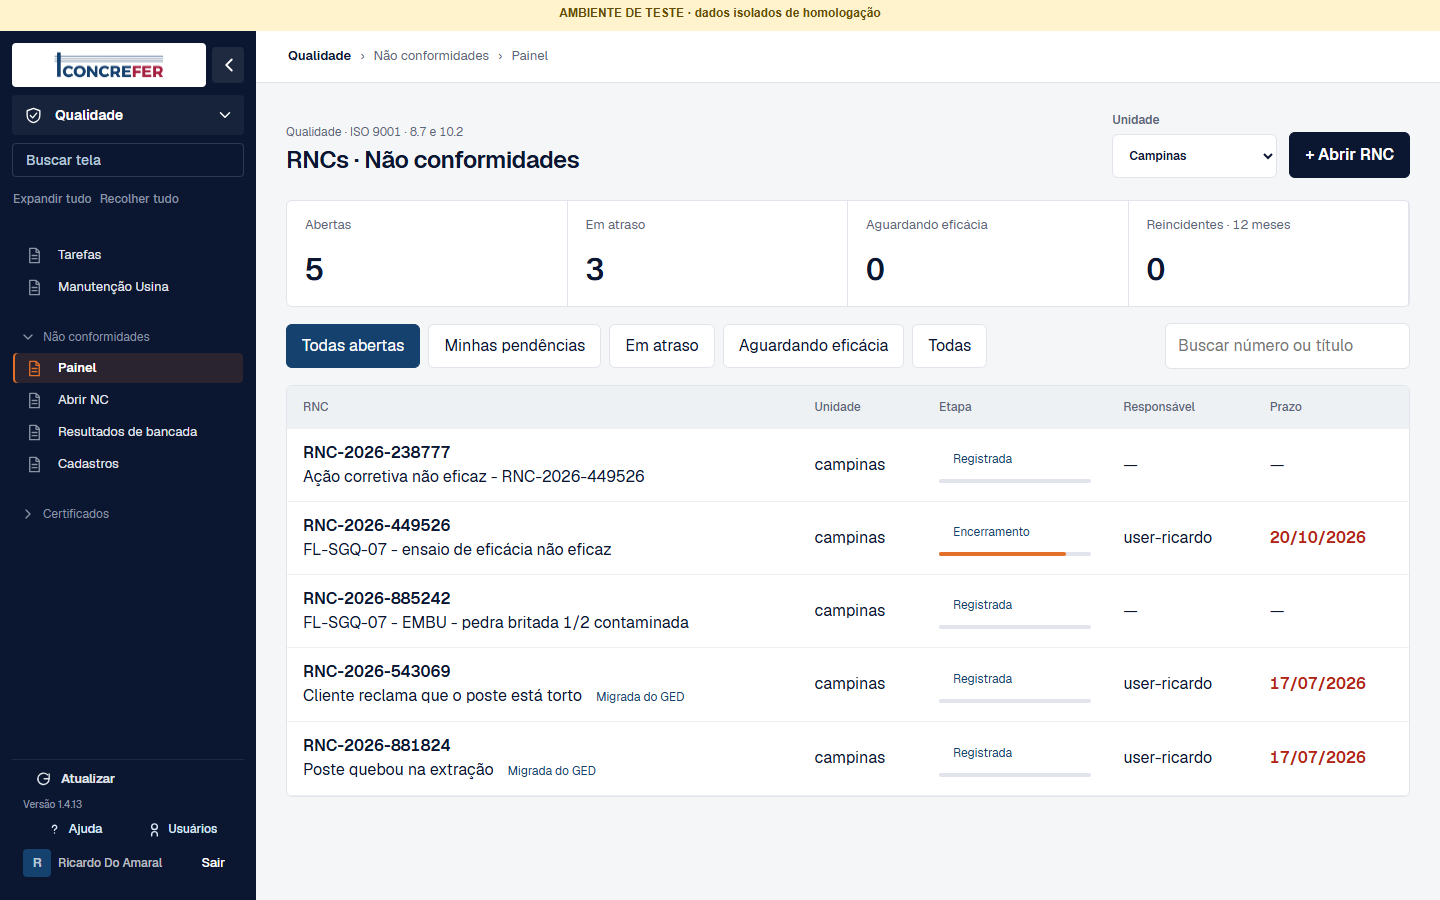 AMBIENTE DE TESTE · dados isolados de homologação
CONCREFER
Qualidade
Buscar tela
Expandir tudo Recolher tudo
Tarefas
Manutenção Usina
Não conformidades
Painel
Abrir NC
Resultados de bancada
Cadastros
Certificados
Atualizar
Versão 1.4.13
? Ajuda Usuários
R Ricardo Do Amaral Sair
Qualidade › Não conformidades › Painel
Qualidade · ISO 9001 · 8.7 e 10.2
RNCs · Não conformidades
Unidade
Campinas
+ Abrir RNC
Abertas
5
Em atraso
3
Aguardando eficácia
0
Reincidentes · 12 meses
0
Todas abertas Minhas pendências Em atraso Aguardando eficácia Todas Buscar número ou título
RNC Unidade Etapa Responsável Prazo
RNC-2026-238777
Ação corretiva não eficaz - RNC-2026-449526
campinas Registrada — —
RNC-2026-449526
FL-SGQ-07 - ensaio de eficácia não eficaz
campinas Encerramento user-ricardo 20/10/2026
RNC-2026-885242
FL-SGQ-07 - EMBU - pedra britada 1/2 contaminada
campinas Registrada — —
RNC-2026-543069
Cliente reclama que o poste está torto Migrada do GED
campinas Registrada user-ricardo 17/07/2026
RNC-2026-881824
Poste quebou na extração Migrada do GED
campinas Registrada user-ricardo 17/07/2026